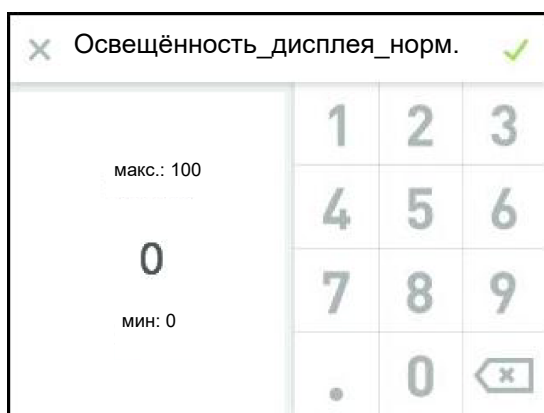 Освещённость_дисплея_норм.
макс.: 100
0
мин: 0
1 2 3
4 5 6
7 8 9
. 0